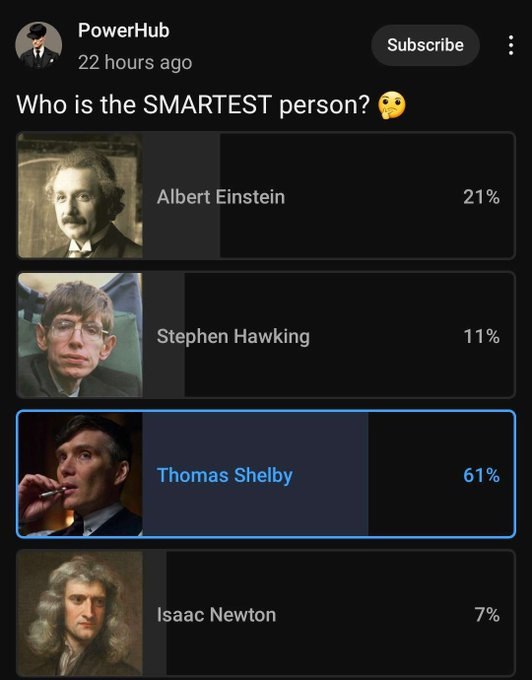 PowerHub
22 hours ago
Subscribe
Who is the SMARTEST person? 🤔
Albert Einstein 21%
Stephen Hawking 11%
Thomas Shelby 61%
Isaac Newton 7%